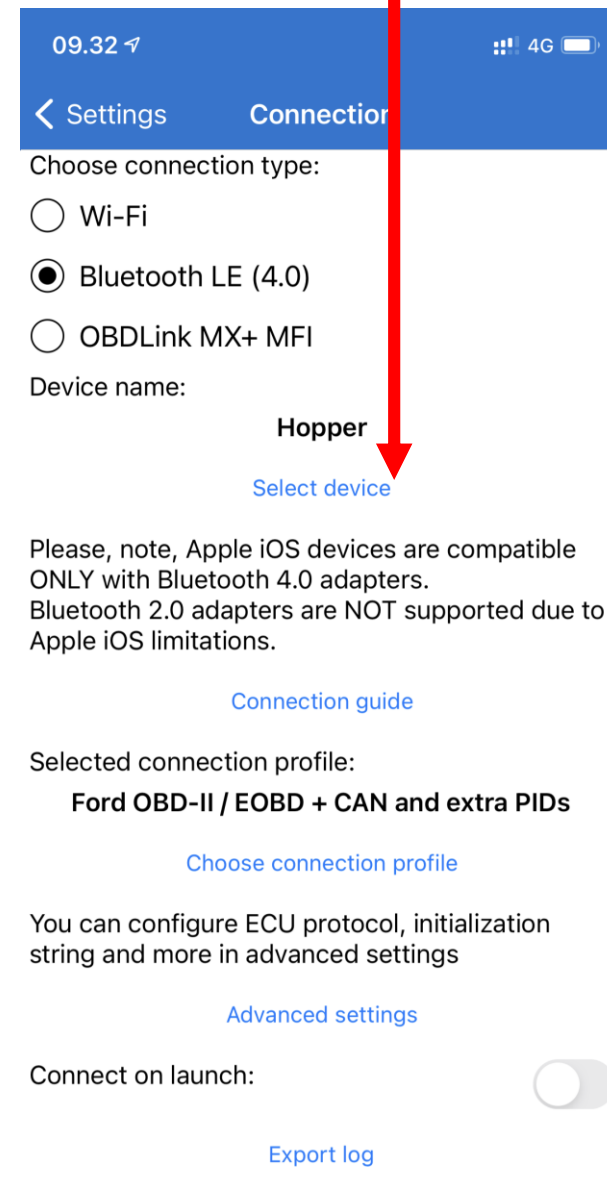 09.32 4G
Settings Connection
Choose connection type:
Wi-Fi
Bluetooth LE (4.0)
OBDLink MX+ MFI
Device name:
Hopper
Select device
Please, note, Apple iOS devices are compatible
ONLY with Bluetooth 4.0 adapters.
Bluetooth 2.0 adapters are NOT supported due to
Apple iOS limitations.
Connection guide
Selected connection profile:
Ford OBD-II / EOBD + CAN and extra PIDs
Choose connection profile
You can configure ECU protocol, initialization
string and more in advanced settings
Advanced settings
Connect on launch:
Export log